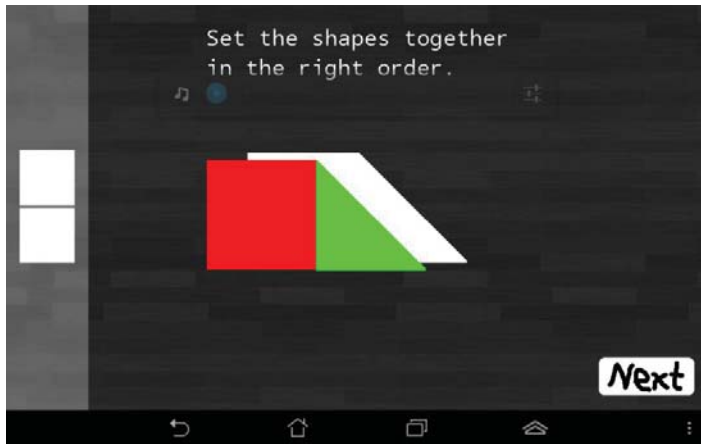 Set the shapes together
in the right order.
Next